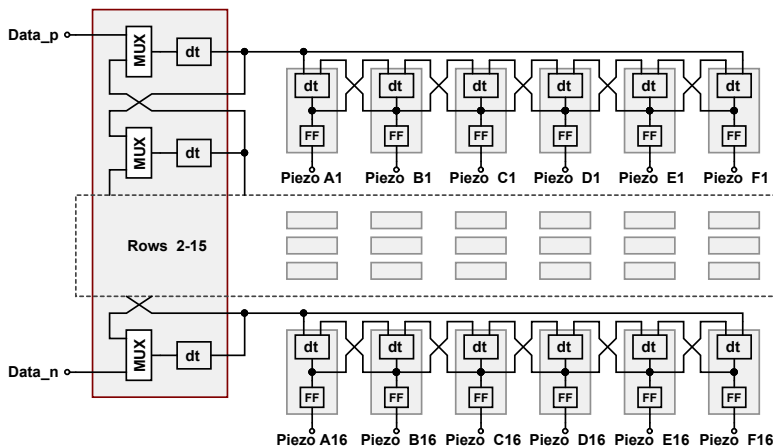 Data_p
MUX
dt
dt
dt
dt
dt
dt
dt
FF
FF
FF
FF
FF
FF
MUX
dt
Piezo A1
Piezo B1
Piezo C1
Piezo D1
Piezo E1
Piezo F1
Rows 2-15
MUX
dt
dt
dt
dt
dt
dt
dt
Data_n
FF
FF
FF
FF
FF
FF
Piezo A16
Piezo B16
Piezo C16
Piezo D16
Piezo E16
Piezo F16